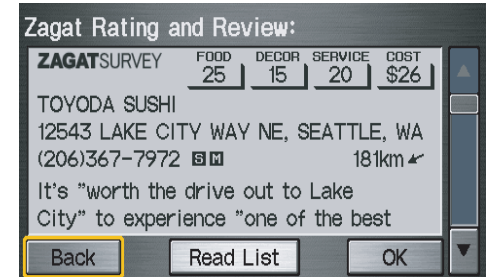 Zagat Rating and Review:
ZAGATSURVEY FOOD 25 DECOR 15 SERVICE 20 COST $26
TOYODA SUSHI
12543 LAKE CITY WAY NE, SEATTLE, WA
(206)367-7972 S M 181km
It's "worth the drive out to Lake
City" to experience "one of the best
Back Read List OK